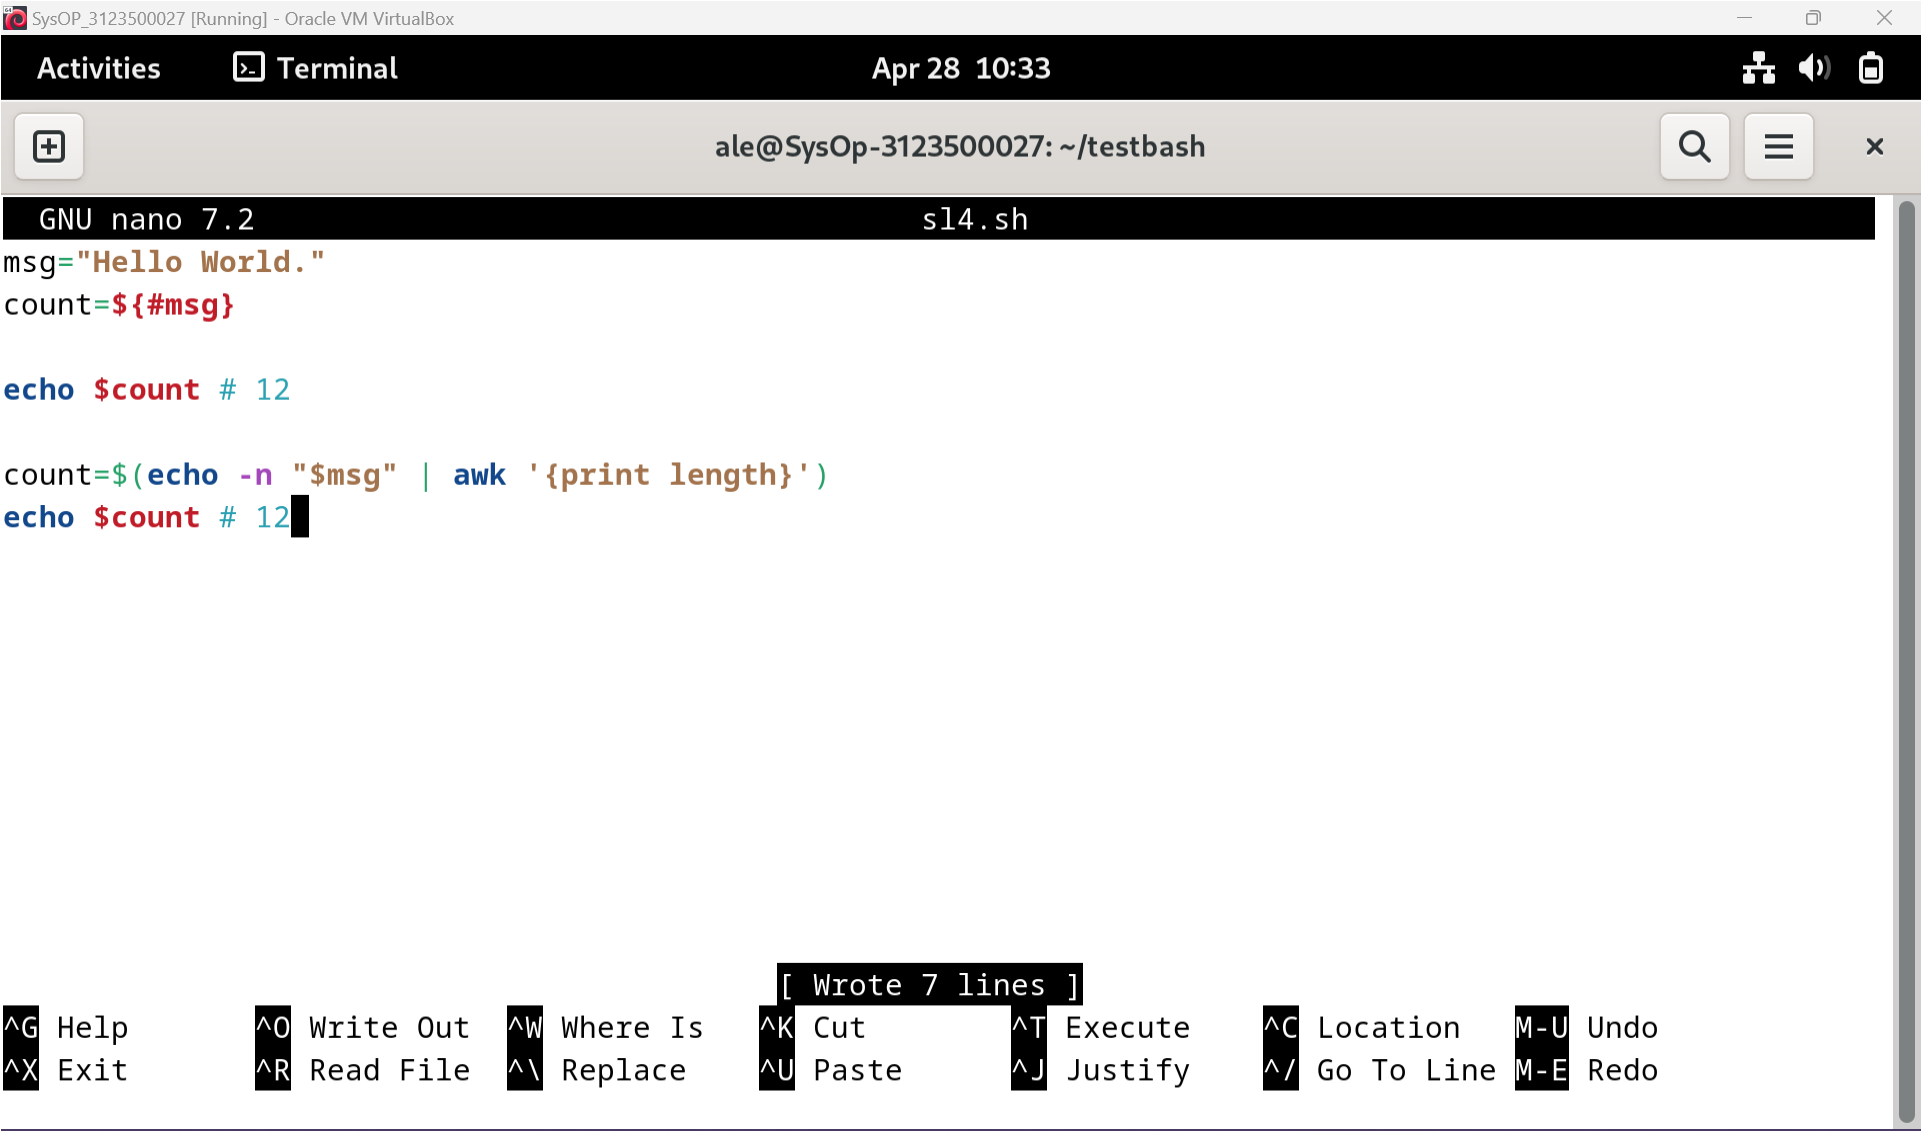 SysOP_3123500027 [Running] - Oracle VM VirtualBox
Activities Terminal Apr 28 10:33
ale@SysOp-3123500027: ~/testbash
GNU nano 7.2 sl4.sh
msg="Hello World."
count=${#msg}
echo $count # 12
count=$(echo -n "$msg" | awk '{print length}')
echo $count # 12
[ Wrote 7 lines ]
^G Help ^O Write Out ^W Where Is ^K Cut ^T Execute ^C Location M-U Undo
^X Exit ^R Read File ^\ Replace ^U Paste ^J Justify ^/ Go To Line M-E Redo